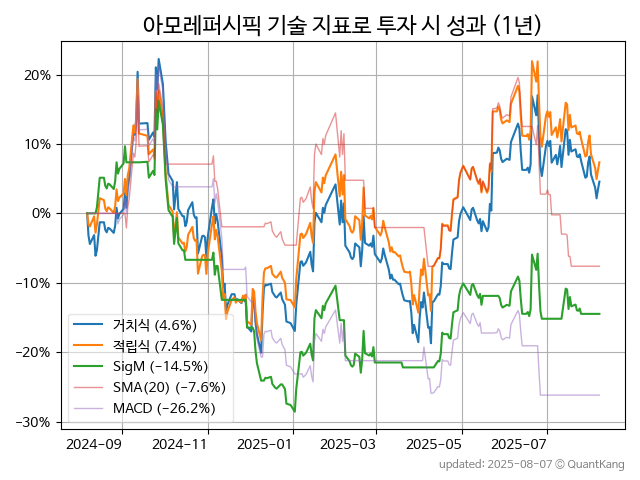 아모레퍼시픽 기술 지표로 투자 시 성과 (1년)
20%
10%
0%
−10%
−20%
−30%
거치식 (4.6%)
적립식 (7.4%)
SigM (−14.5%)
SMA(20) (−7.6%)
MACD (−26.2%)
2024-09
2024-11
2025-01
2025-03
2025-05
2025-07
updated: 2025-08-07 © QuantKang